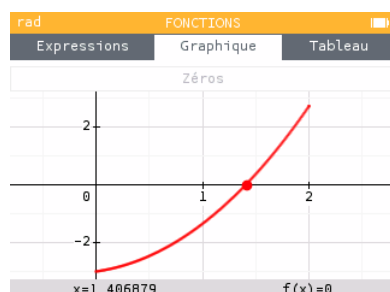 rad FONCTIONS
Expressions Graphique Tableau
Zéros
2
0 1 2
-2
x=1.406879 f(x)=0